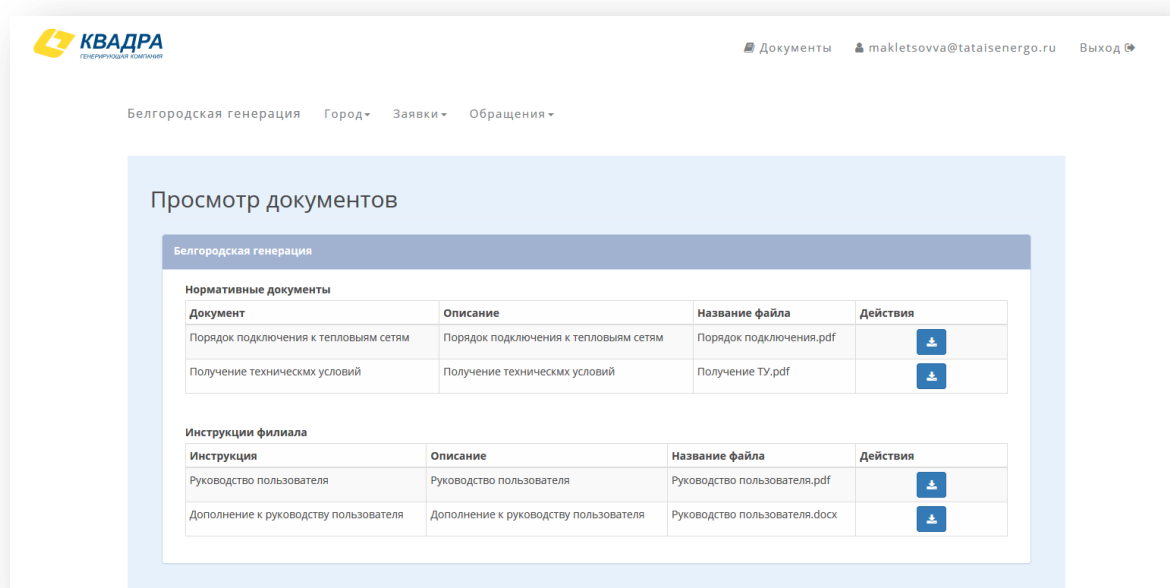 КВАДРА
ГЕНЕРИРУЮЩАЯ КОМПАНИЯ
Документы makletsovva@tataisenergo.ru Выход
Белгородская генерация Город Заявки Обращения
Просмотр документов
Белгородская генерация
Нормативные документы
Документ Описание Название файла Действия
Порядок подключения к тепловыям сетям Порядок подключения к тепловыям сетям Порядок подключения.pdf
Получение техническмх условий Получение техническмх условий Получение ТУ.pdf
Инструкции филиала
Инструкция Описание Название файла Действия
Руководство пользователя Руководство пользователя Руководство пользователя.pdf
Дополнение к руководству пользователя Дополнение к руководству пользователя Руководство пользователя.docx